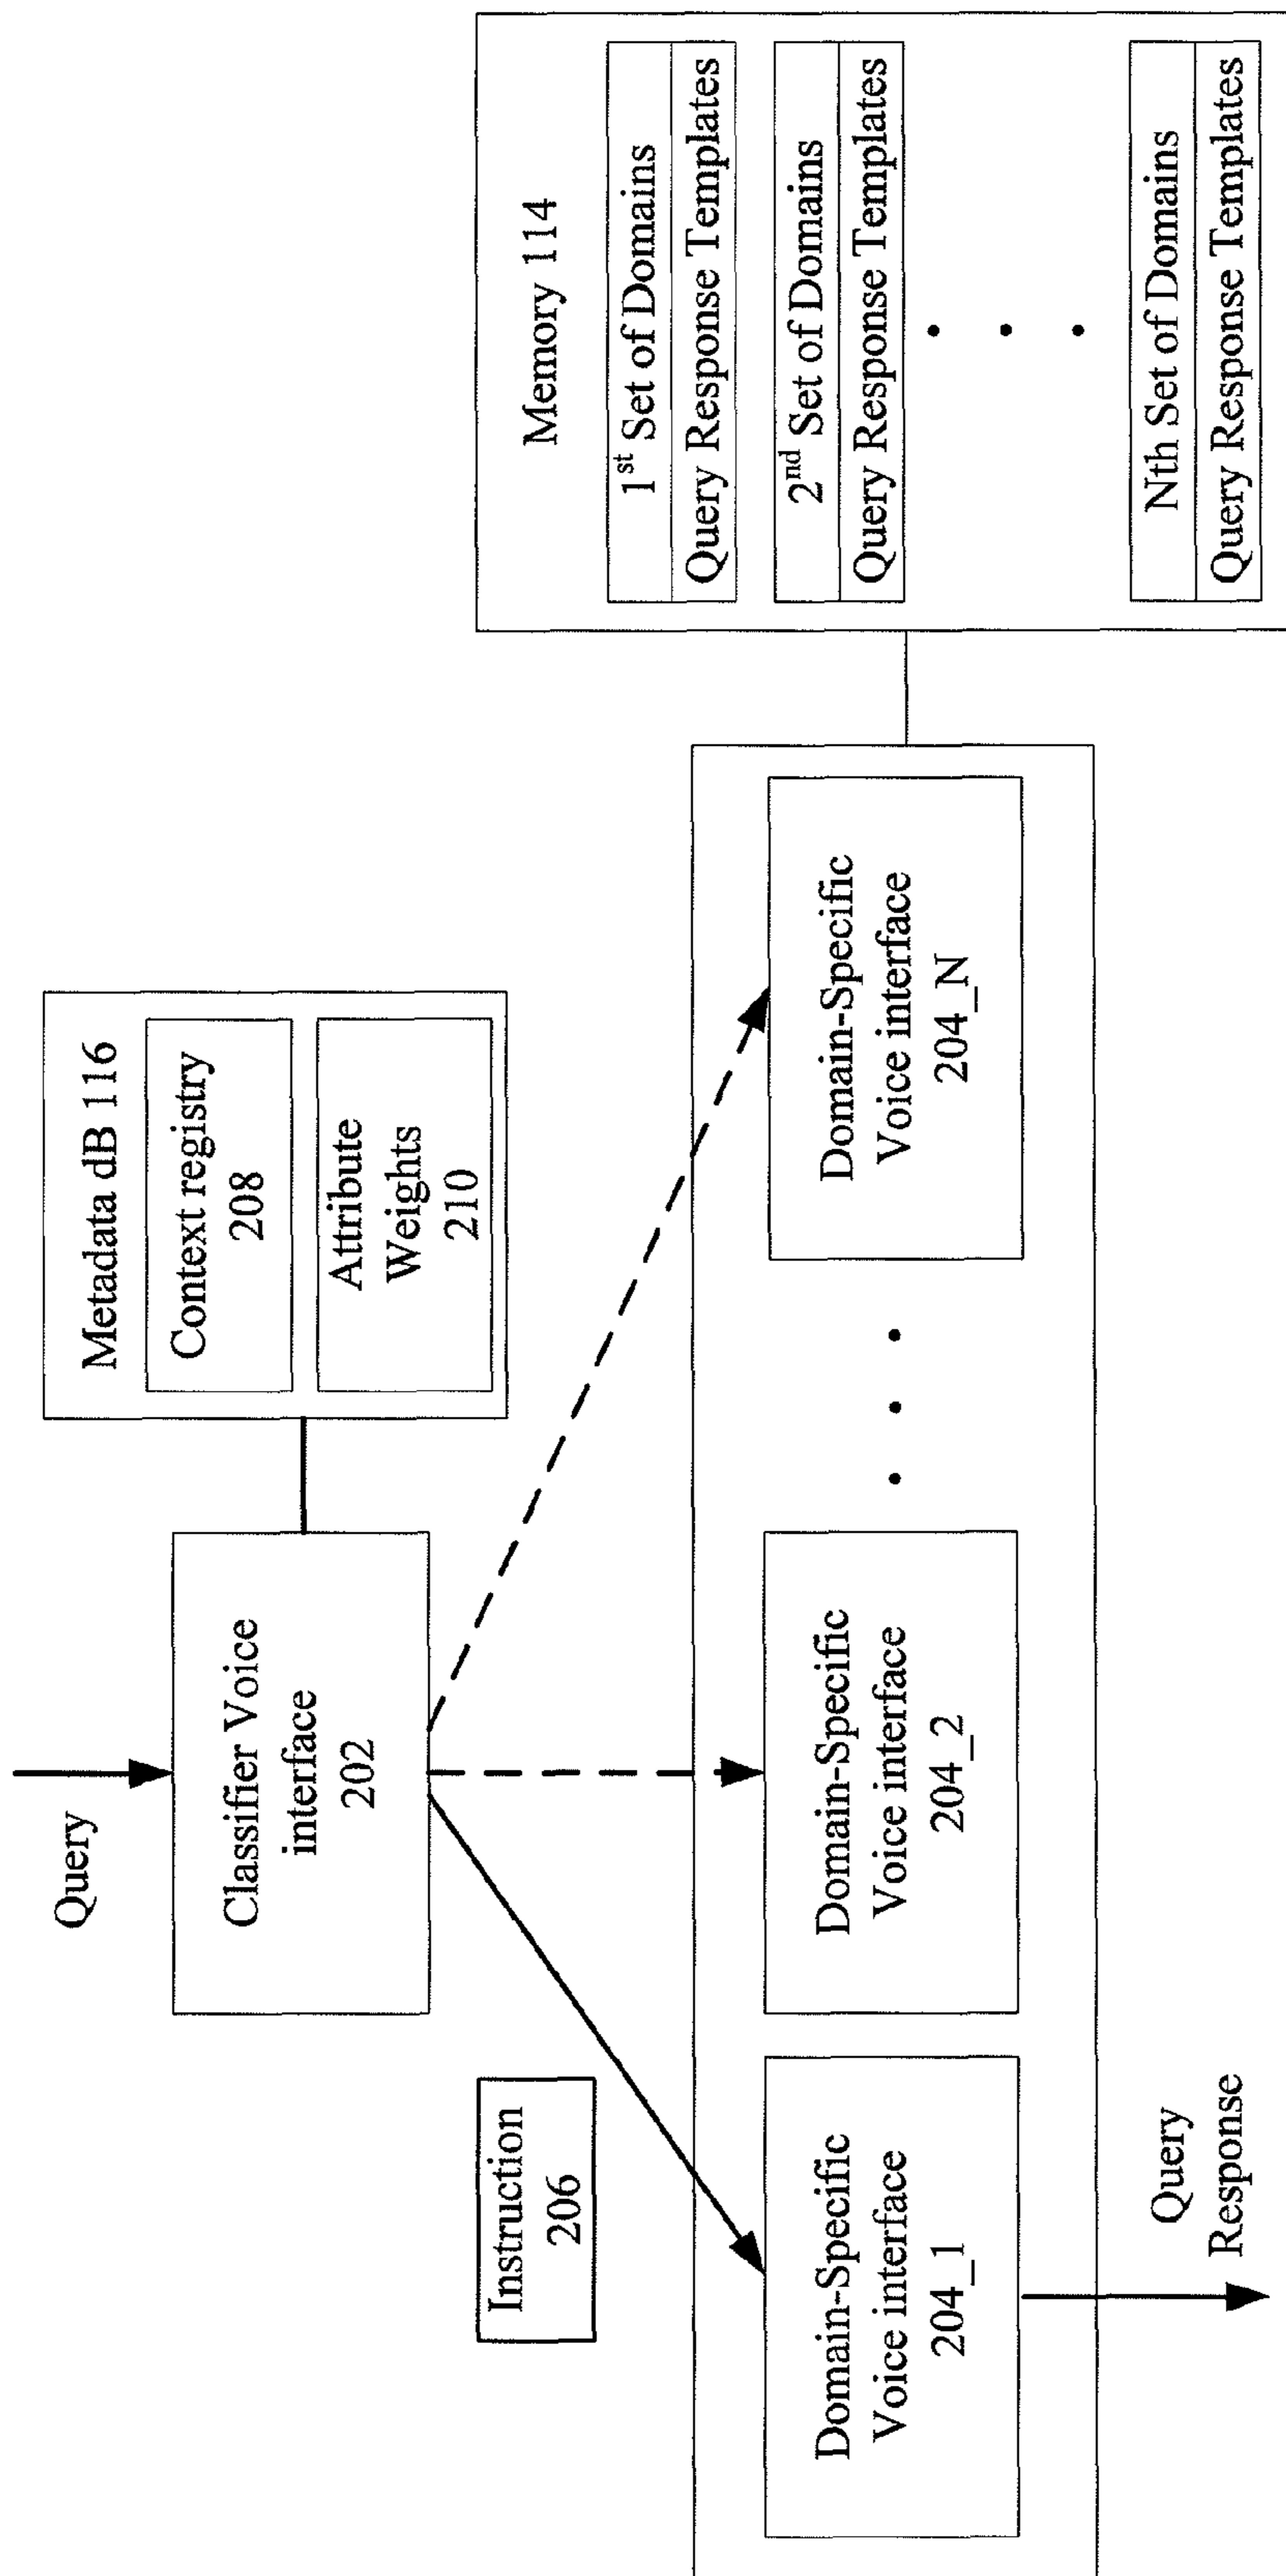 Query
Classifier Voice
interface
202
Metadata dB 116
Context registry
208
Attribute
Weights
210
Instruction
206
Memory 114
1st Set of Domains
Query Response Templates
2nd Set of Domains
Query Response Templates
Nth Set of Domains
Query Response Templates
Domain-Specific
Voice interface
204_1
Domain-Specific
Voice interface
204_2
Domain-Specific
Voice interface
204_N
Query
Response